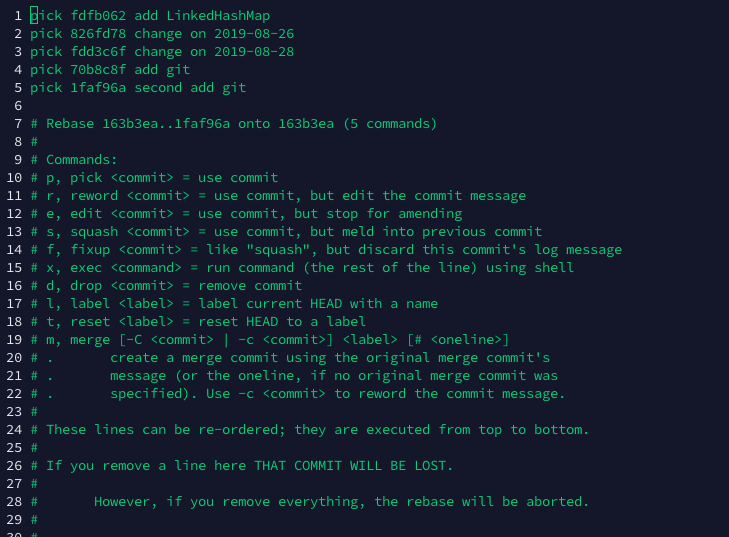 1 pick fdfb062 add LinkedHashMap
2 pick 826fd78 change on 2019-08-26
3 pick fdd3c6f change on 2019-08-28
4 pick 70b8c8f add git
5 pick 1faf96a second add git
6
7 # Rebase 163b3ea..1faf96a onto 163b3ea (5 commands)
8 #
9 # Commands:
10 # p, pick <commit> = use commit
11 # r, reword <commit> = use commit, but edit the commit message
12 # e, edit <commit> = use commit, but stop for amending
13 # s, squash <commit> = use commit, but meld into previous commit
14 # f, fixup <commit> = like "squash", but discard this commit's log message
15 # x, exec <command> = run command (the rest of the line) using shell
16 # d, drop <commit> = remove commit
17 # l, label <label> = label current HEAD with a name
18 # t, reset <label> = reset HEAD to a label
19 # m, merge [-C <commit> | -c <commit>] <label> [# <oneline>]
20 # .       create a merge commit using the original merge commit's
21 # .       message (or the oneline, if no original merge commit was
22 # .       specified). Use -c <commit> to reword the commit message.
23 #
24 # These lines can be re-ordered; they are executed from top to bottom.
25 #
26 # If you remove a line here THAT COMMIT WILL BE LOST.
27 #
28 #       However, if you remove everything, the rebase will be aborted.
29 #
30 #